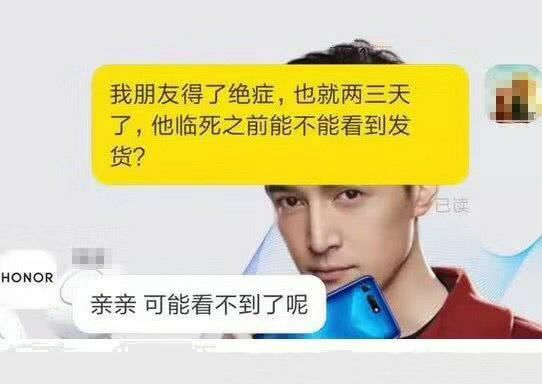 我朋友得了绝症，也就两三天
了，他临死之前能不能看到发
货？
已读
HONOR
亲亲 可能看不到了呢